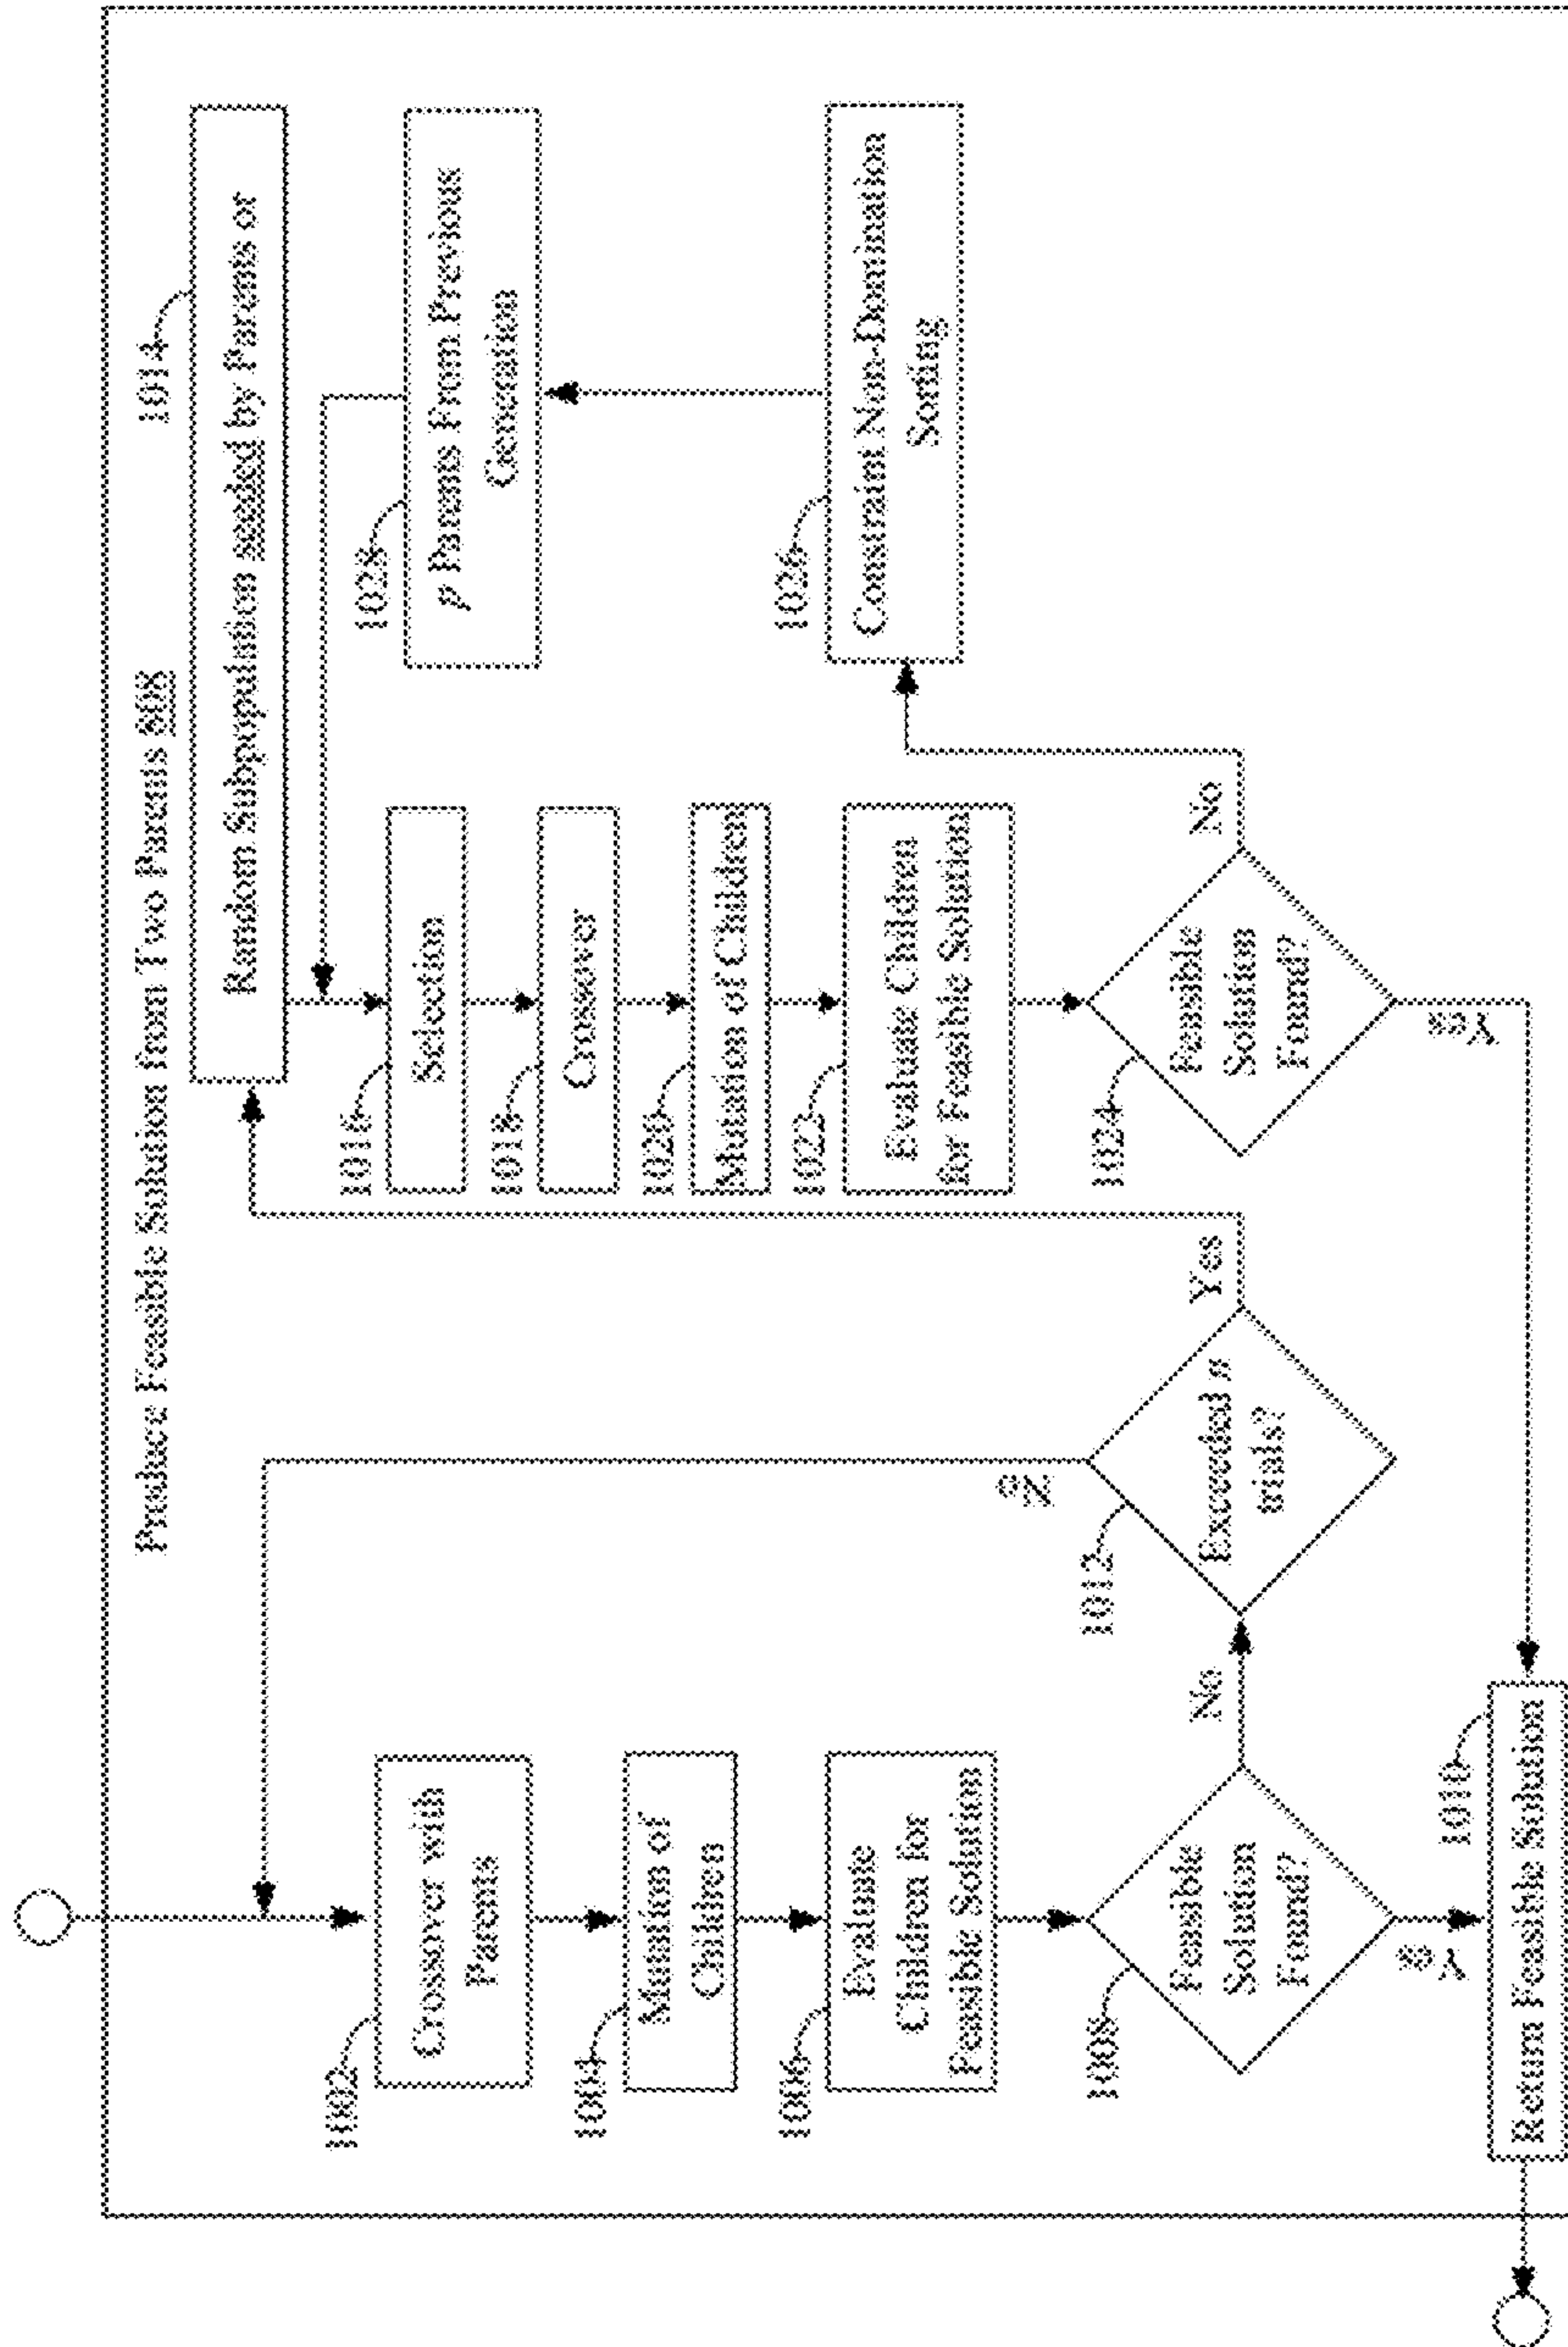 Produce Feasible Solution from Two Parents 808
1002
Crossover with
Parents
1004
Mutation of
Children
1006
Evaluate
Children for
Feasible Solution
1008
Feasible
Solution
Found?
No
Yes
1010
Return Feasible Solution
1012
Exceeded n
trials?
No
Yes
1014
Random Subpopulation seeded by Parents or
1016
Selection
1018
Crossover
1020
Mutation of Children
1022
Evaluate Children
for Feasible Solution
1024
Feasible
Solution
Found?
No
Yes
1026
Constraint Non-Domination
Sorting
1028
p Parents From Previous
Generation